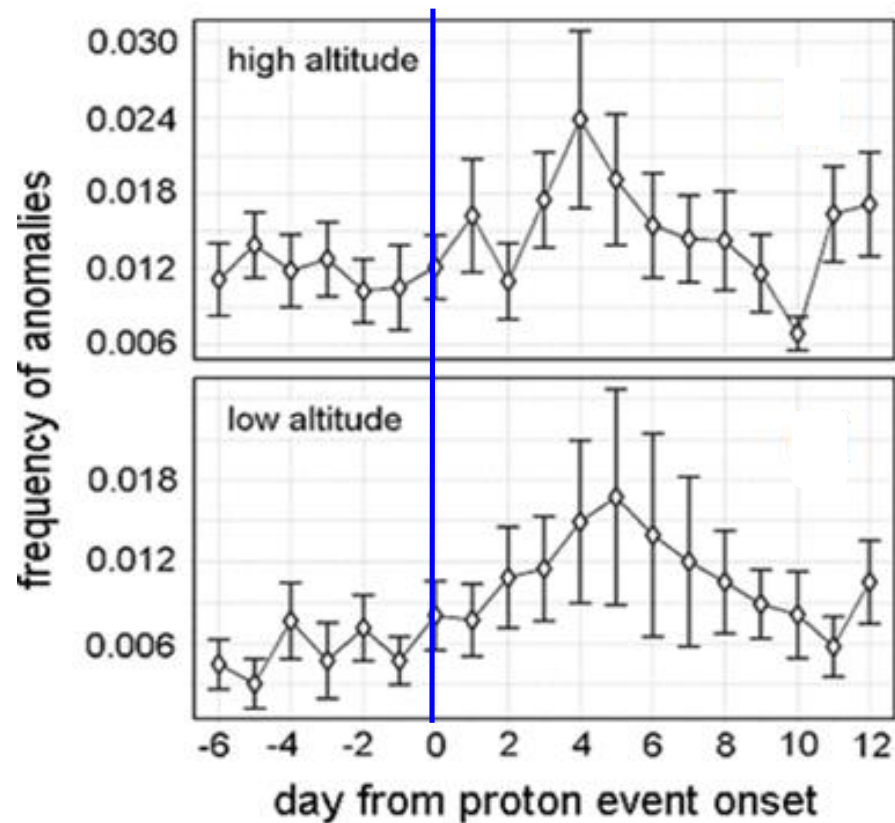 frequency of anomalies
0.030
high altitude
0.024
0.018
0.012
0.006
low altitude
0.018
0.012
0.006
-6 -4 -2 0 2 4 6 8 10 12
day from proton event onset